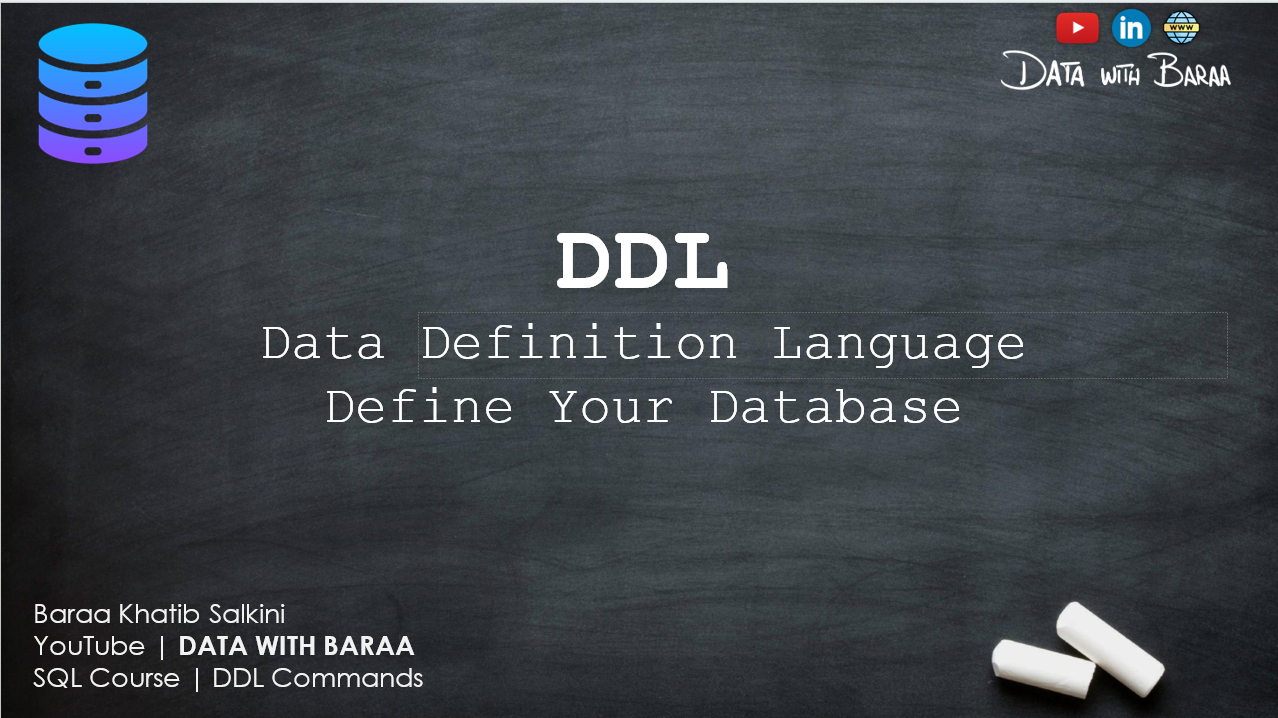 in
WWW
DATA WITH BARAA
DDL
Data Definition Language
Define Your Database
Baraa Khatib Salkini
YouTube | DATA WITH BARAA
SQL Course | DDL Commands